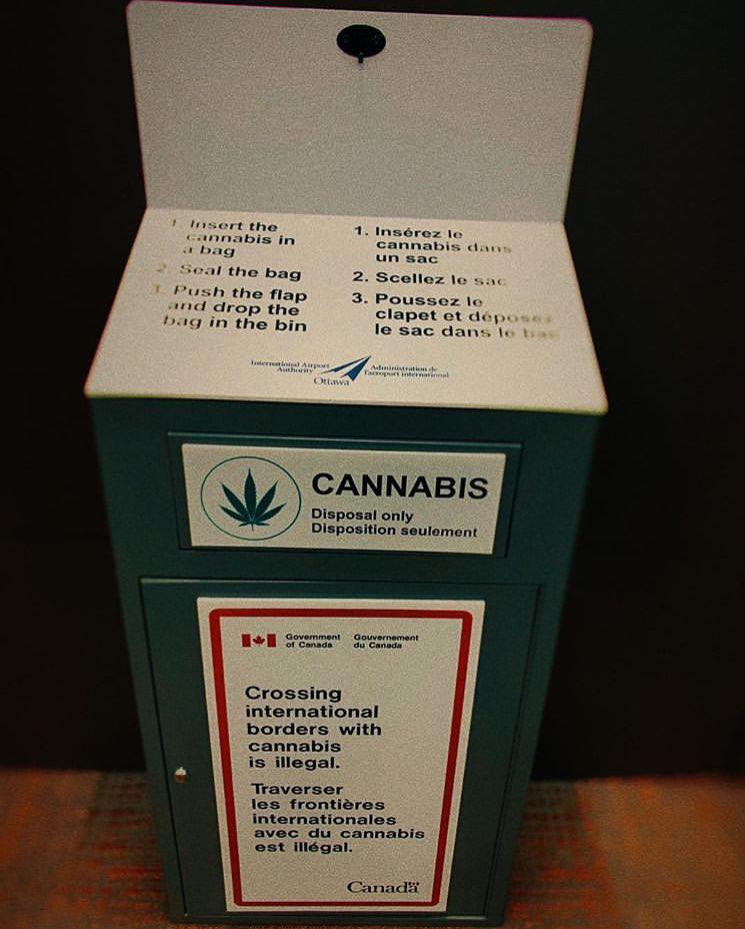 1. Insert the
cannabis in
a bag
2. Seal the bag
3. Push the flap
and drop the
bag in the bin
1. Insérez le
cannabis dans
un sac
2. Scellez le sac
3. Poussez le
clapet et déposez
le sac dans le bac
International Airport
Authority
Ottawa
Administration de
l'aéroport international
CANNABIS
Disposal only
Disposition seulement
Government
of Canada
Gouvernement
du Canada
Crossing
international
borders with
cannabis
is illegal.
Traverser
les frontières
internationales
avec du cannabis
est illégal.
Canada